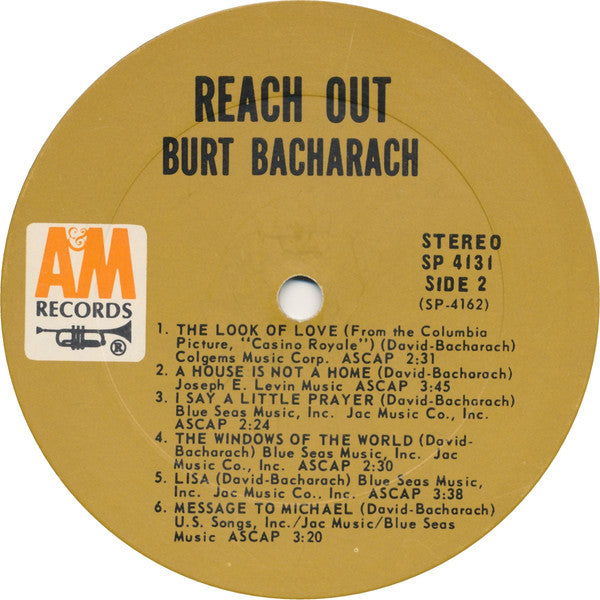 REACH OUT
BURT BACHARACH
A&M
RECORDS
®
STEREO
SP 4131
SIDE 2
(SP-4162)
1. THE LOOK OF LOVE (From the Columbia
Picture, "Casino Royale") (David-Bacharach)
Colgems Music Corp. ASCAP 2:31
2. A HOUSE IS NOT A HOME (David-Bacharach)
Joseph E. Levin Music ASCAP 3:45
3. I SAY A LITTLE PRAYER (David-Bacharach)
Blue Seas Music, Inc. Jac Music Co., Inc.
ASCAP 2:24
4. THE WINDOWS OF THE WORLD (David-
Bacharach) Blue Seas Music, Inc. Jac
Music Co., Inc. ASCAP 2:30
5. LISA (David-Bacharach) Blue Seas Music,
Inc. Jac Music Co., Inc. ASCAP 3:38
6. MESSAGE TO MICHAEL (David-Bacharach)
U.S. Songs, Inc./Jac Music/Blue Seas
Music ASCAP 3:20